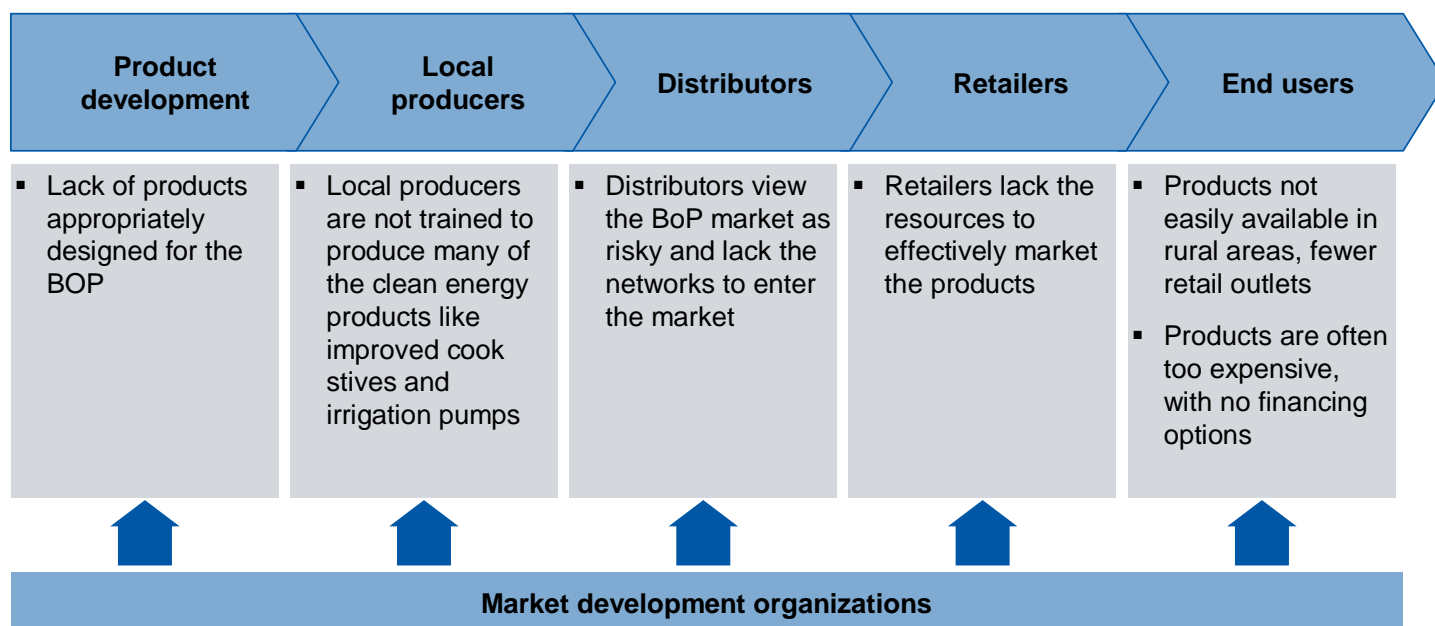 Product
development
Local
producers
Distributors
Retailers
End users
▪ Lack of products
appropriately
designed for the
BOP
▪ Local producers
are not trained to
produce many of
the clean energy
products like
improved cook
stives and
irrigation pumps
▪ Distributors view
the BoP market as
risky and lack the
networks to enter
the market
▪ Retailers lack the
resources to
effectively market
the products
▪ Products not
easily available in
rural areas, fewer
retail outlets
▪ Products are often
too expensive,
with no financing
options
Market development organizations